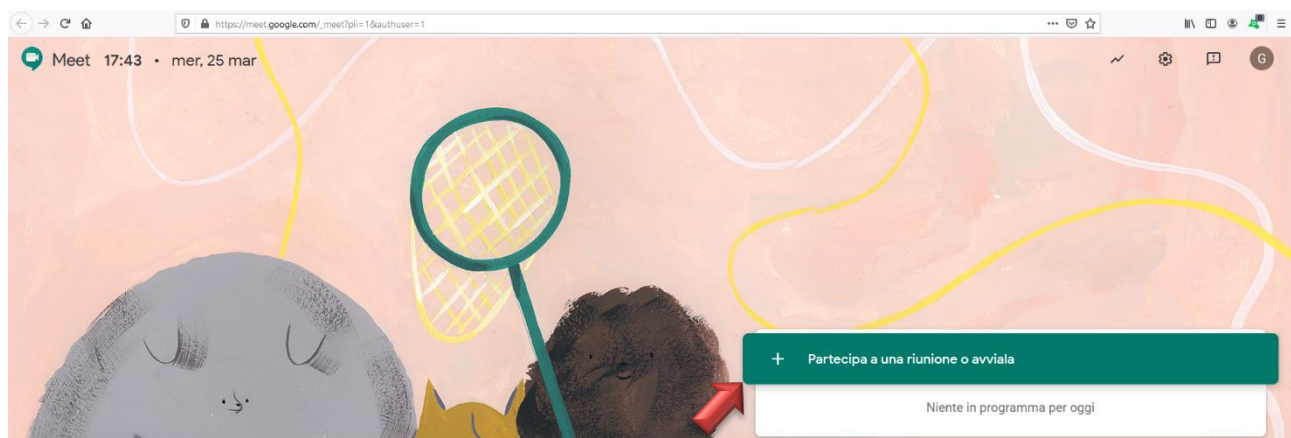 https://meet.google.com/_meet?pli=1&authuser=1
0
Meet 17:43 • mer, 25 mar
G
+ Partecipa a una riunione o avviala
Niente in programma per oggi